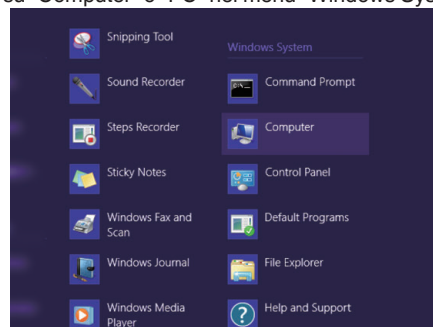 Snipping Tool
Sound Recorder
Steps Recorder
Sticky Notes
Windows Fax and
Scan
Windows Journal
Windows Media
Player
Windows System
Command Prompt
Computer
Control Panel
Default Programs
File Explorer
Help and Support